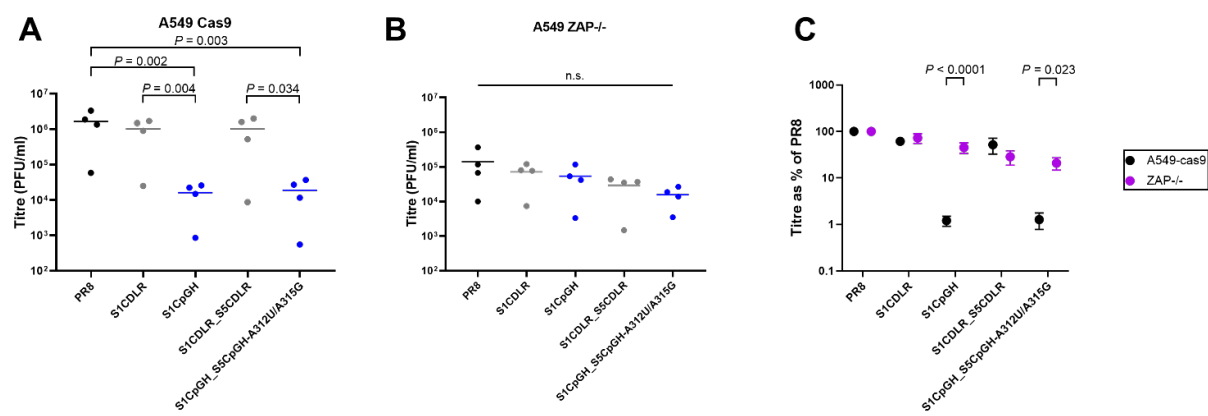 A
A549 Cas9
P = 0.003
P = 0.002
P = 0.004
P = 0.034
Titre (PFU/ml)
10⁷
10⁶
10⁵
10⁴
10³
10²
PR8
S1CDLR
S1CpGH
S1CDLR_S5CDLR
S1CpGH_S5CpGH-A312U/A315G
B
A549 ZAP-/-
n.s.
Titre (PFU/ml)
10⁷
10⁶
10⁵
10⁴
10³
10²
PR8
S1CDLR
S1CpGH
S1CDLR_S5CDLR
S1CpGH_S5CpGH-A312U/A315G
C
P < 0.0001
P = 0.023
Titre as % of PR8
1000
100
10
1
0.1
PR8
S1CDLR
S1CpGH
S1CDLR_S5CDLR
S1CpGH_S5CpGH-A312U/A315G
A549-cas9
ZAP-/-